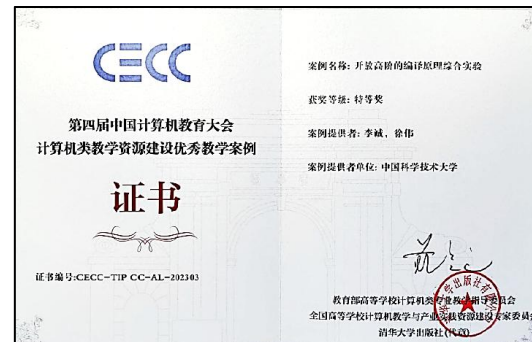 CECC
第四届中国计算机教育大会
计算机类教学资源建设优秀教学案例
证书
证书编号:CECC-TIP CC-AL-202303
案例名称: 开放高阶的编译原理综合实验
获奖等级: 特等奖
案例提供者: 李诚, 徐伟
案例提供者单位: 中国科学技术大学
教育部高等学校计算机类专业教学指导委员会
全国高等学校计算机教学与产业实践资源建设专家委员会
清华大学出版社(代章)